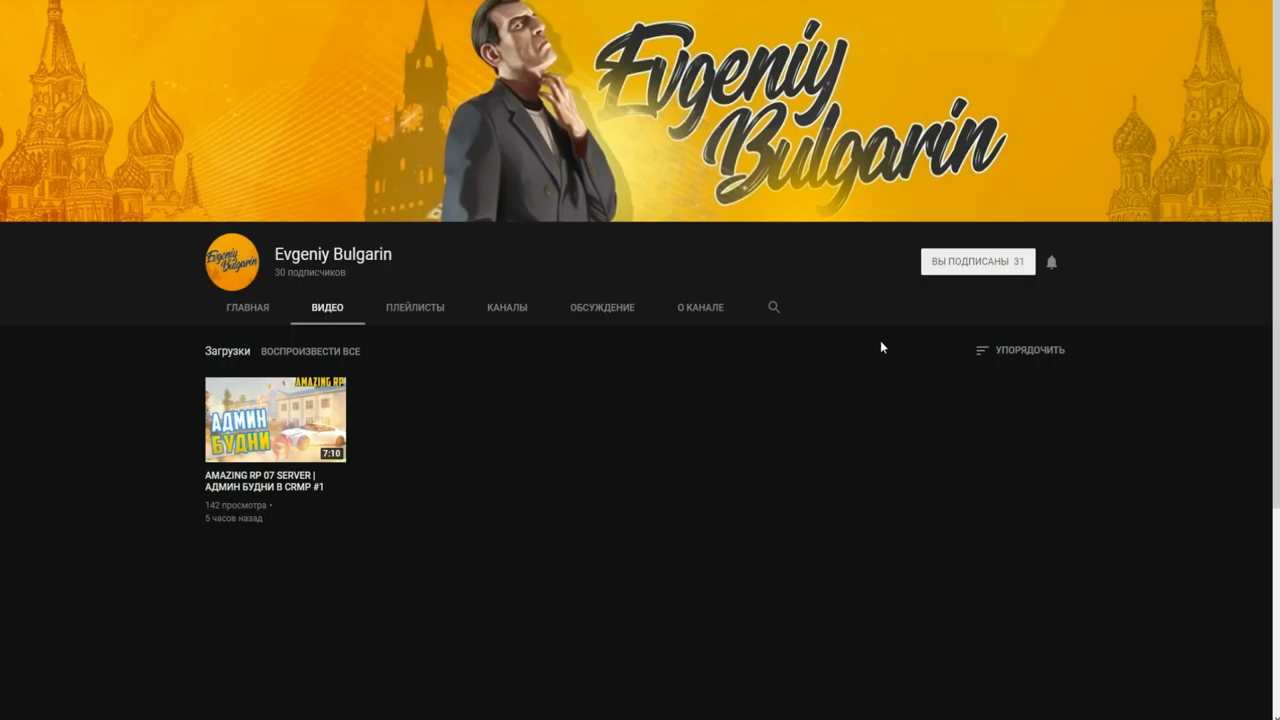 Evgeniy
Bulgarin
Evgeniy
Bulgarin
Evgeniy Bulgarin
30 подписчиков
ВЫ ПОДПИСАНЫ 31
ГЛАВНАЯ ВИДЕО ПЛЕЙЛИСТЫ КАНАЛЫ ОБСУЖДЕНИЕ О КАНАЛЕ
Загрузки ВОСПРОИЗВЕСТИ ВСЕ УПОРЯДОЧИТЬ
AMAZING RP
АДМИН
БУДНИ
7:10
AMAZING RP 07 SERVER |
АДМИН БУДНИ В CRMP #1
142 просмотра •
5 часов назад